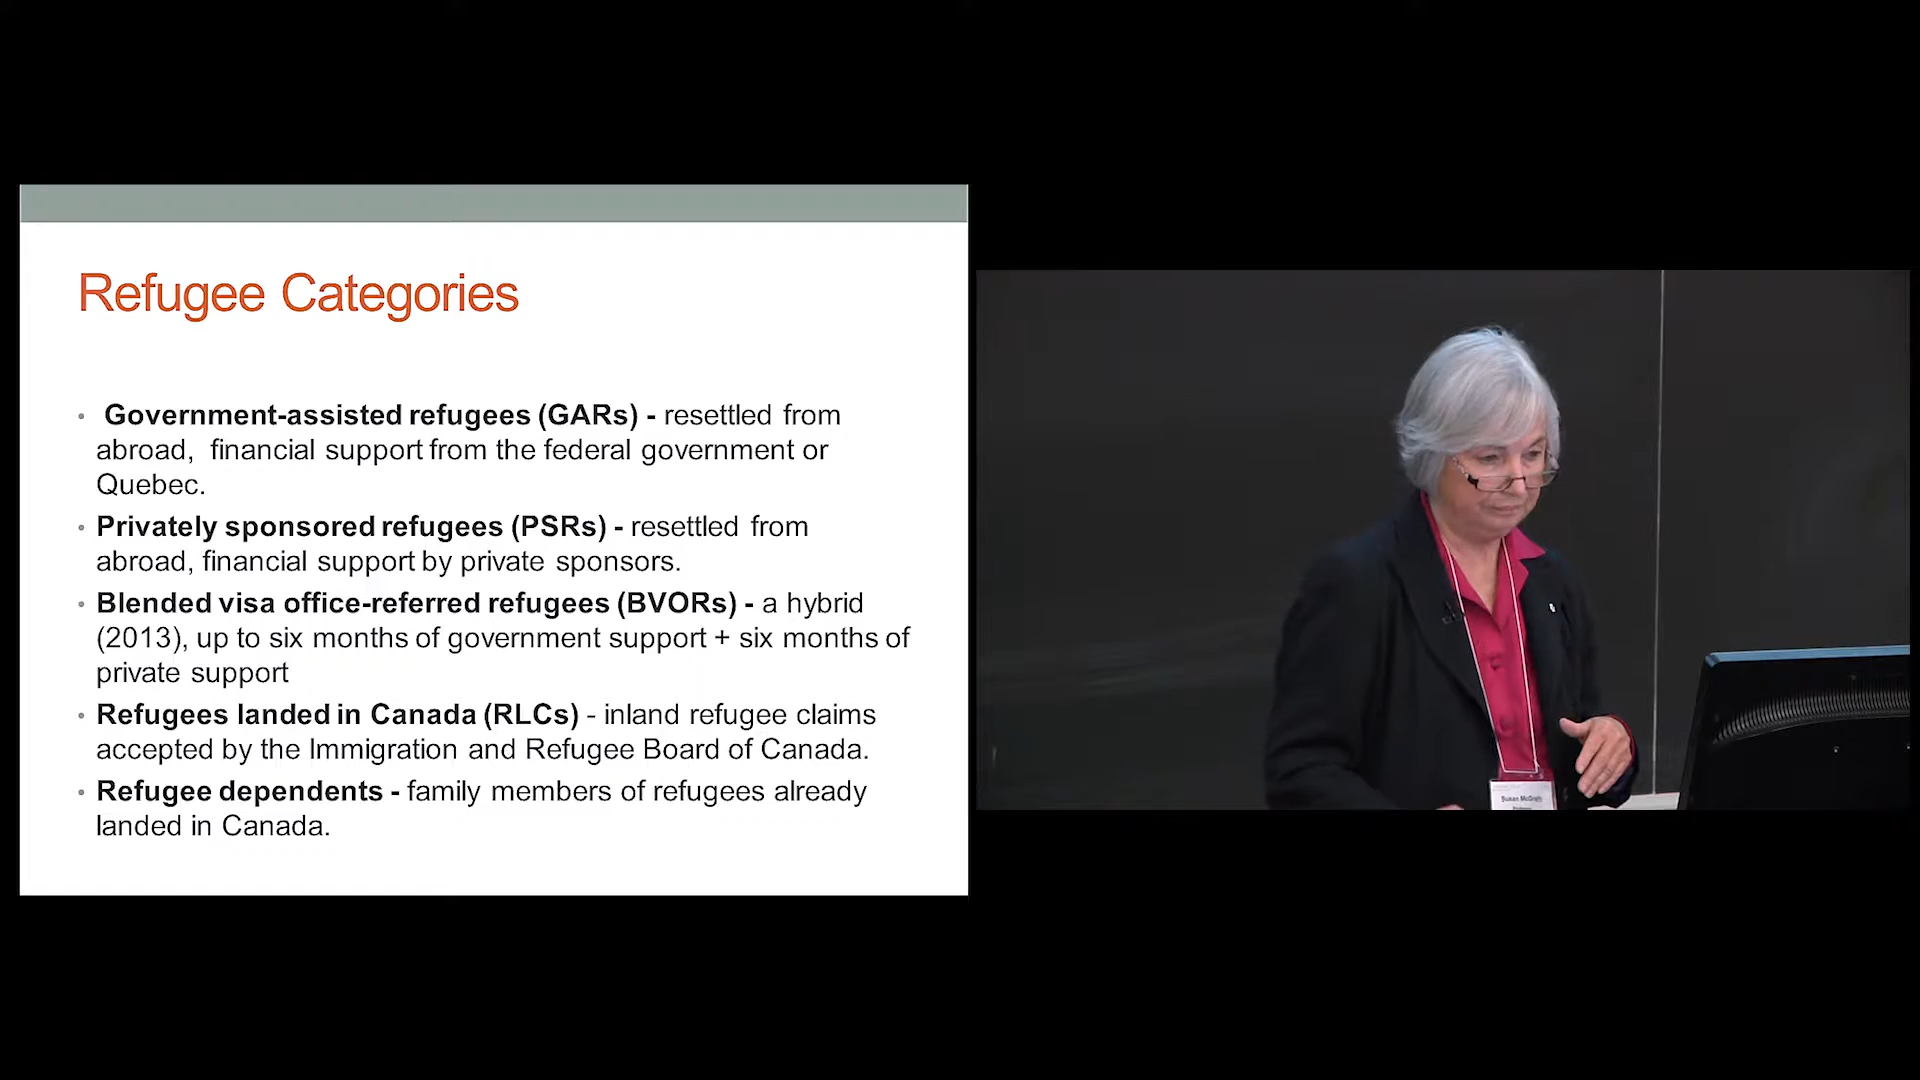 Refugee Categories
• Government-assisted refugees (GARs) - resettled from
abroad, financial support from the federal government or
Quebec.
• Privately sponsored refugees (PSRs) - resettled from
abroad, financial support by private sponsors.
• Blended visa office-referred refugees (BVORs) - a hybrid
(2013), up to six months of government support + six months of
private support
• Refugees landed in Canada (RLCs) - inland refugee claims
accepted by the Immigration and Refugee Board of Canada.
• Refugee dependents - family members of refugees already
landed in Canada.
Susan McGrath